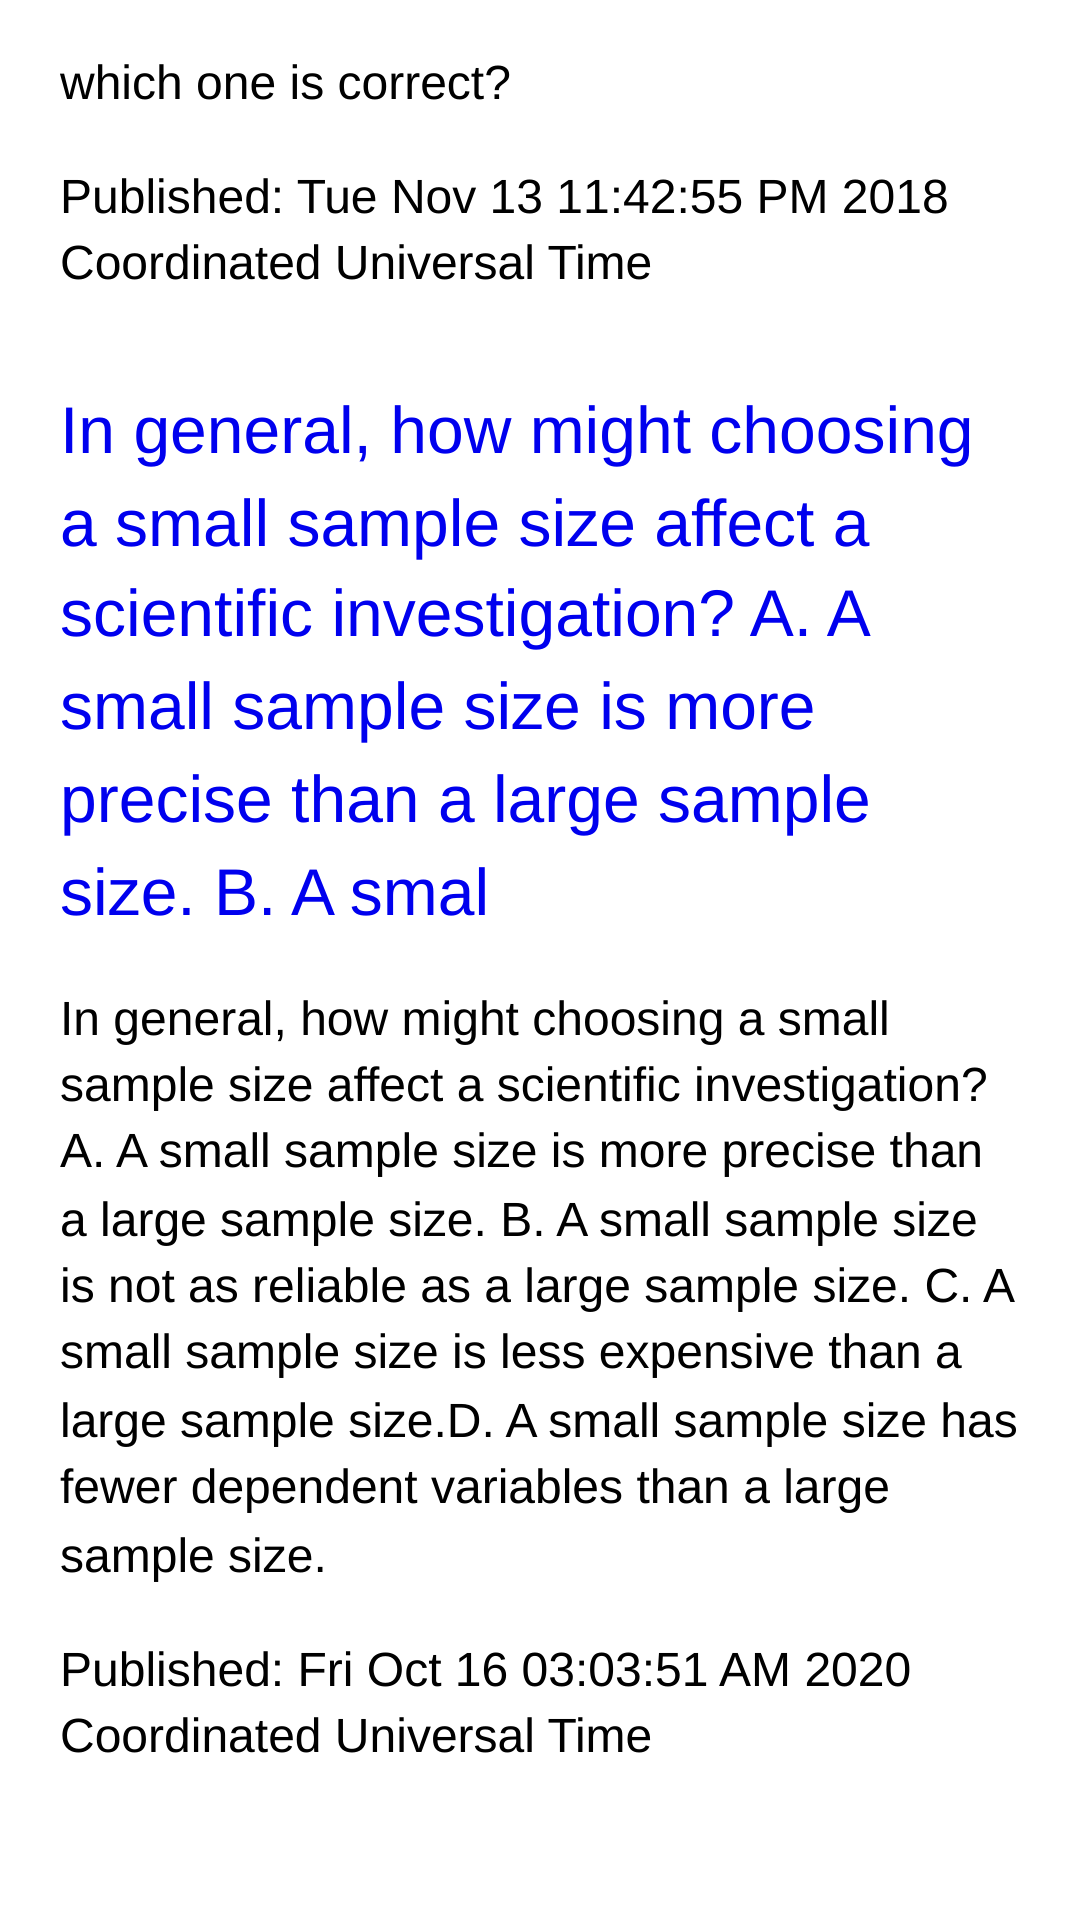 which one is correct?
Published: Tue Nov 13 11:42:55 PM 2018
Coordinated Universal Time
In general, how might choosing
a small sample size affect a
scientific investigation? A. A
small sample size is more
precise than a large sample
size. B. A smal
In general, how might choosing a small
sample size affect a scientific investigation?
A. A small sample size is more precise than
a large sample size. B. A small sample size
is not as reliable as a large sample size. C. A
small sample size is less expensive than a
large sample size.D. A small sample size has
fewer dependent variables than a large
sample size.
Published: Fri Oct 16 03:03:51 AM 2020
Coordinated Universal Time